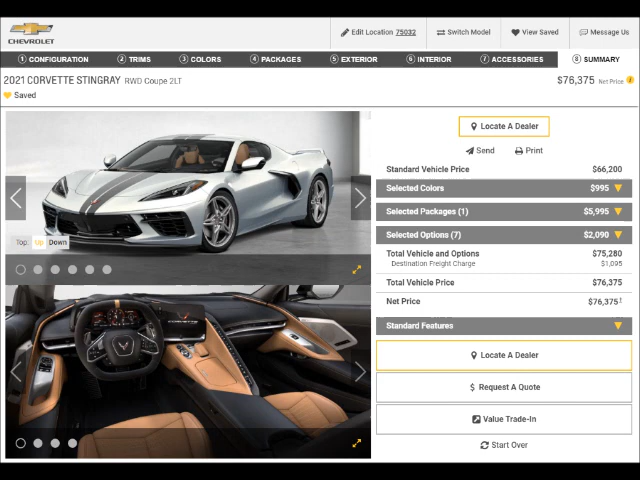 CHEVROLET
Edit Location 75032
Switch Model
View Saved
Message Us
1 CONFIGURATION
2 TRIMS
3 COLORS
4 PACKAGES
5 EXTERIOR
6 INTERIOR
7 ACCESSORIES
8 SUMMARY
2021 CORVETTE STINGRAY RWD Coupe 2LT
$76,375 Net Price
Saved
Top: Up Down
Locate A Dealer
Send
Print
Standard Vehicle Price $66,200
Selected Colors $995
Selected Packages (1) $5,995
Selected Options (7) $2,090
Total Vehicle and Options $75,280
Destination Freight Charge $1,095
Total Vehicle Price $76,375
Net Price $76,375†
Standard Features
Locate A Dealer
$ Request A Quote
Value Trade-In
Start Over